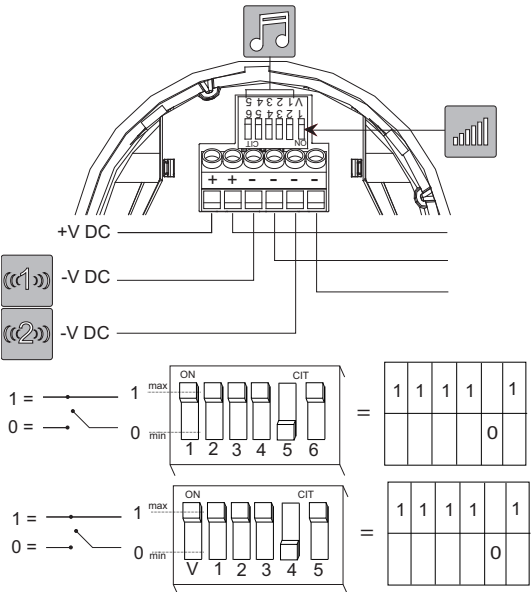 5 4 3 2 1 V
6 5 4 3 2 1
CIT ON
+ + - - - -
+V DC
1 -V DC
2 -V DC
ON CIT
1 = 1 max
0 = 0 min
1 2 3 4 5 6
=
1 1 1 1 1
0
ON CIT
1 = 1 max
0 = 0 min
V 1 2 3 4 5
=
1 1 1 1 1
0